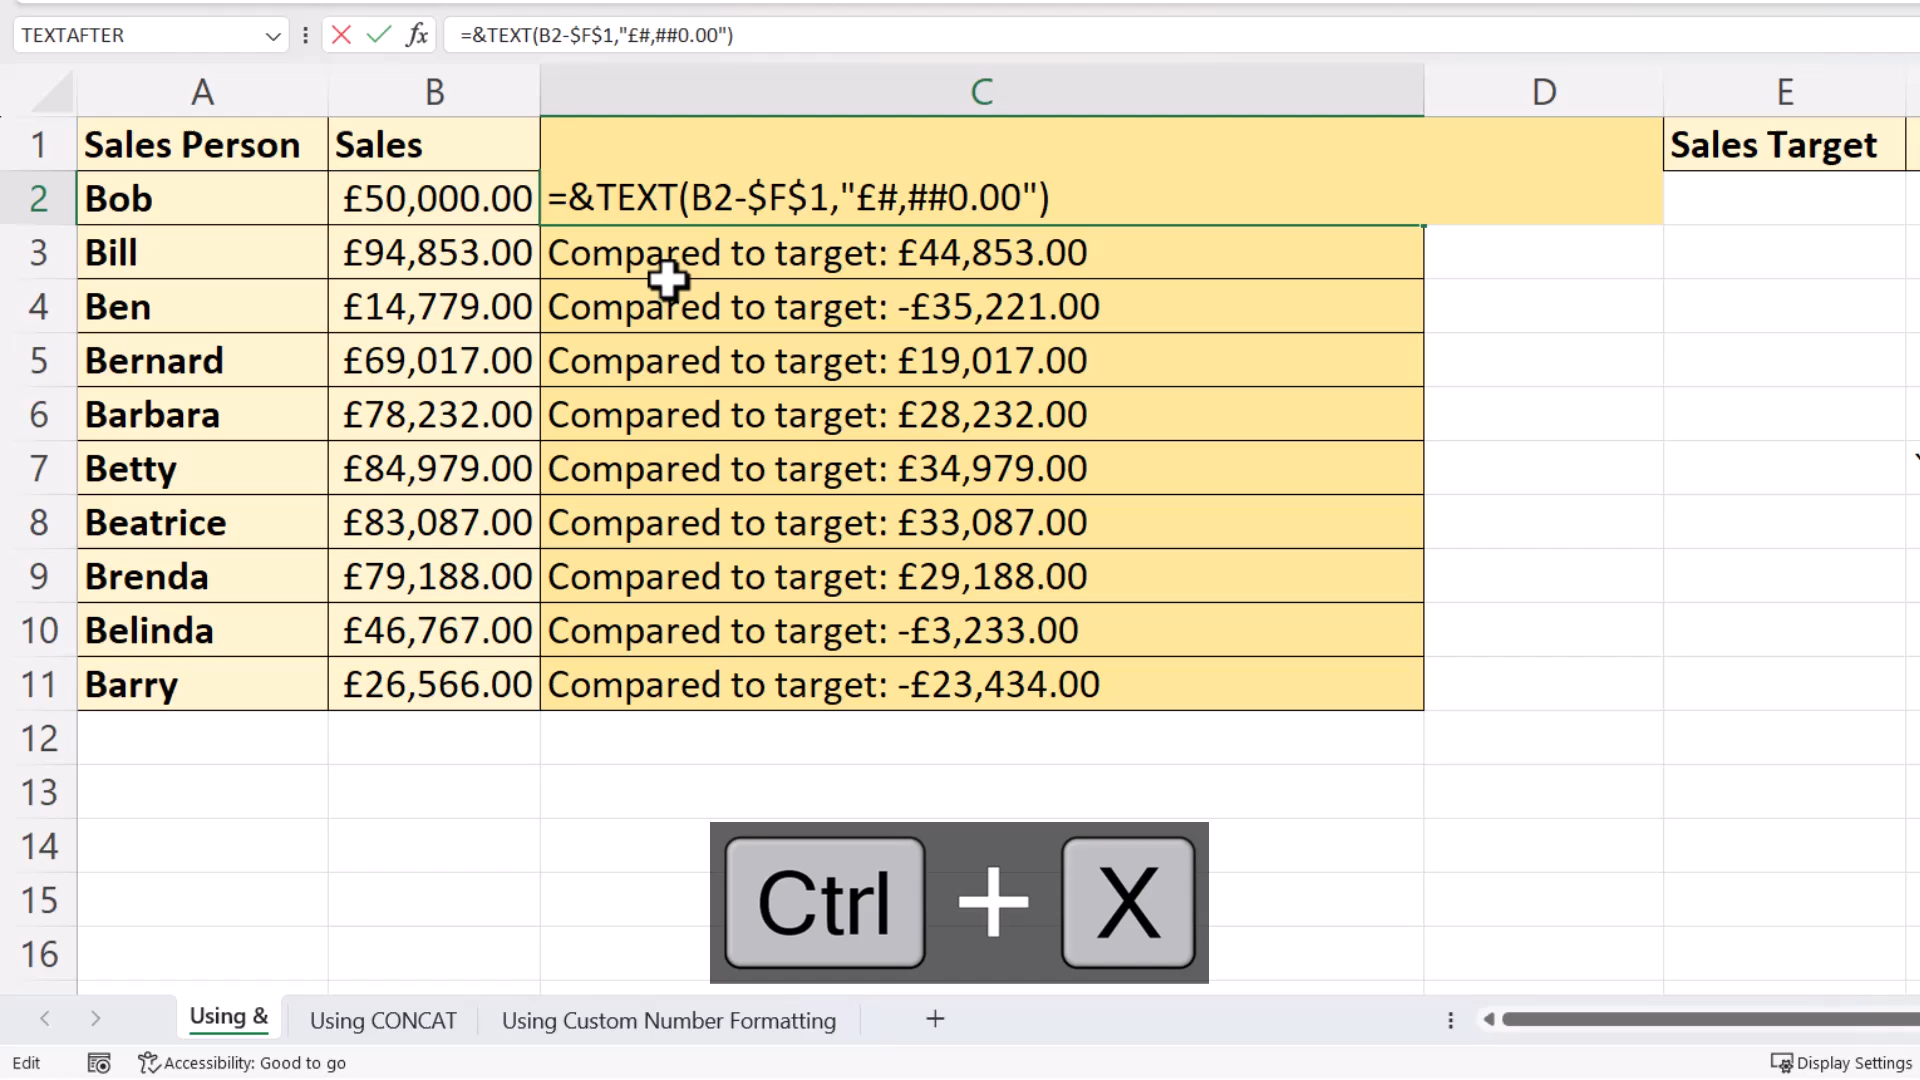 TEXTAFTER fx =&TEXT(B2-$F$1,"£#,##0.00")
A B C D E
1 Sales Person Sales Sales Target
2 Bob £50,000.00 =&TEXT(B2-$F$1,"£#,##0.00")
3 Bill £94,853.00 Compared to target: £44,853.00
4 Ben £14,779.00 Compared to target: -£35,221.00
5 Bernard £69,017.00 Compared to target: £19,017.00
6 Barbara £78,232.00 Compared to target: £28,232.00
7 Betty £84,979.00 Compared to target: £34,979.00
8 Beatrice £83,087.00 Compared to target: £33,087.00
9 Brenda £79,188.00 Compared to target: £29,188.00
10 Belinda £46,767.00 Compared to target: -£3,233.00
11 Barry £26,566.00 Compared to target: -£23,434.00
12
13
14
15
16
Ctrl + X
Using & Using CONCAT Using Custom Number Formatting +
Edit Accessibility: Good to go Display Settings